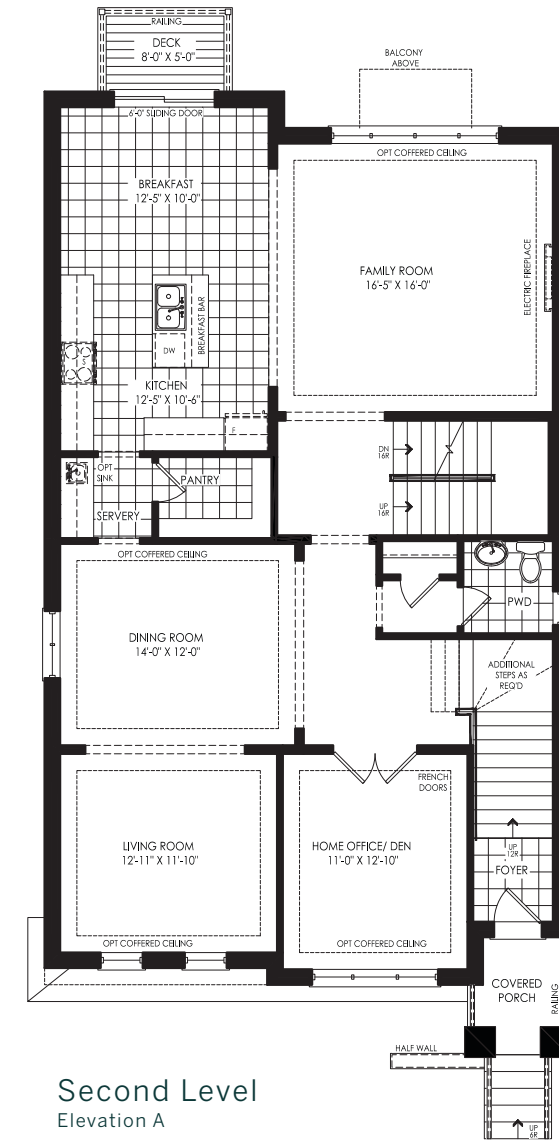 RAILING
DECK
8'-0" X 5'-0"
BALCONY
ABOVE
6'-0" SLIDING DOOR
OPT COFFERED CEILING
BREAKFAST
12'-5" X 10'-0"
FAMILY ROOM
16'-5" X 16'-0"
ELECTRIC FIREPLACE
BREAKFAST BAR
DW
S
KITCHEN
12'-5" X 10'-6"
F
DN
16R
OPT
SINK
PANTRY
UP
16R
SERVERY
OPT COFFERED CEILING
PWD
DINING ROOM
14'-0" X 12'-0"
ADDITIONAL
STEPS AS
REQ'D
FRENCH
DOORS
LIVING ROOM
12'-11" X 11'-10"
HOME OFFICE/ DEN
11'-0" X 12'-10"
UP
12R
FOYER
OPT COFFERED CEILING
OPT COFFERED CEILING
COVERED
PORCH
RAILING
HALF WALL
Second Level
Elevation A
UP
6R